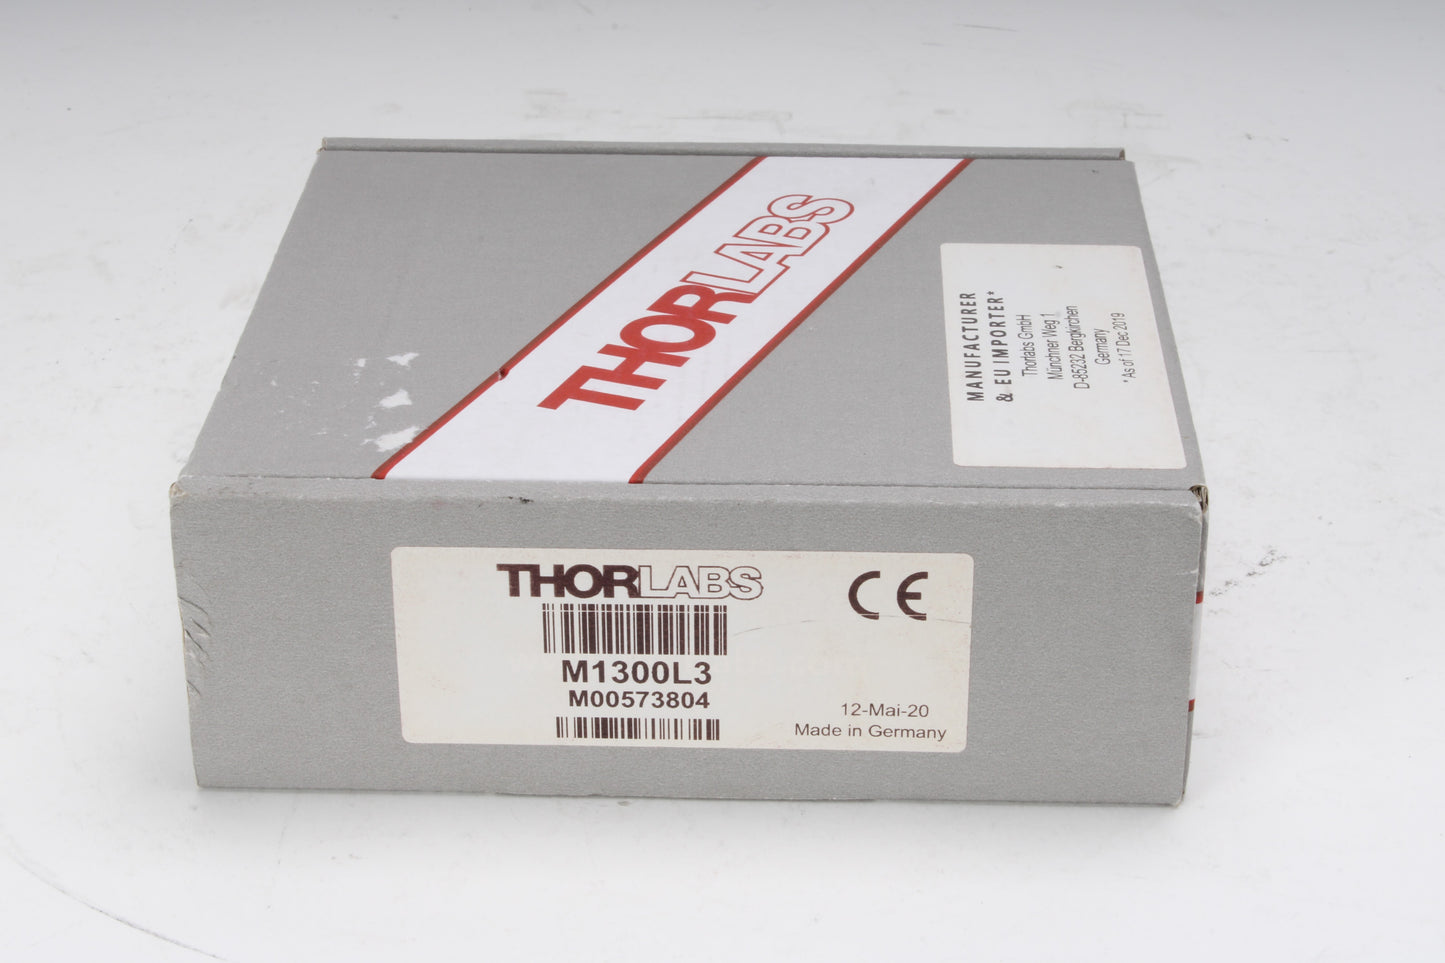 THORLABS
MANUFACTURER
& EU IMPORTER*
Thorlabs GmbH
Münchner Weg 1
D-85232 Bergkirchen
Germany
* As of 17 Dec 2019
THORLABS
CE
M1300L3
M00573804
12-Mai-20
Made in Germany